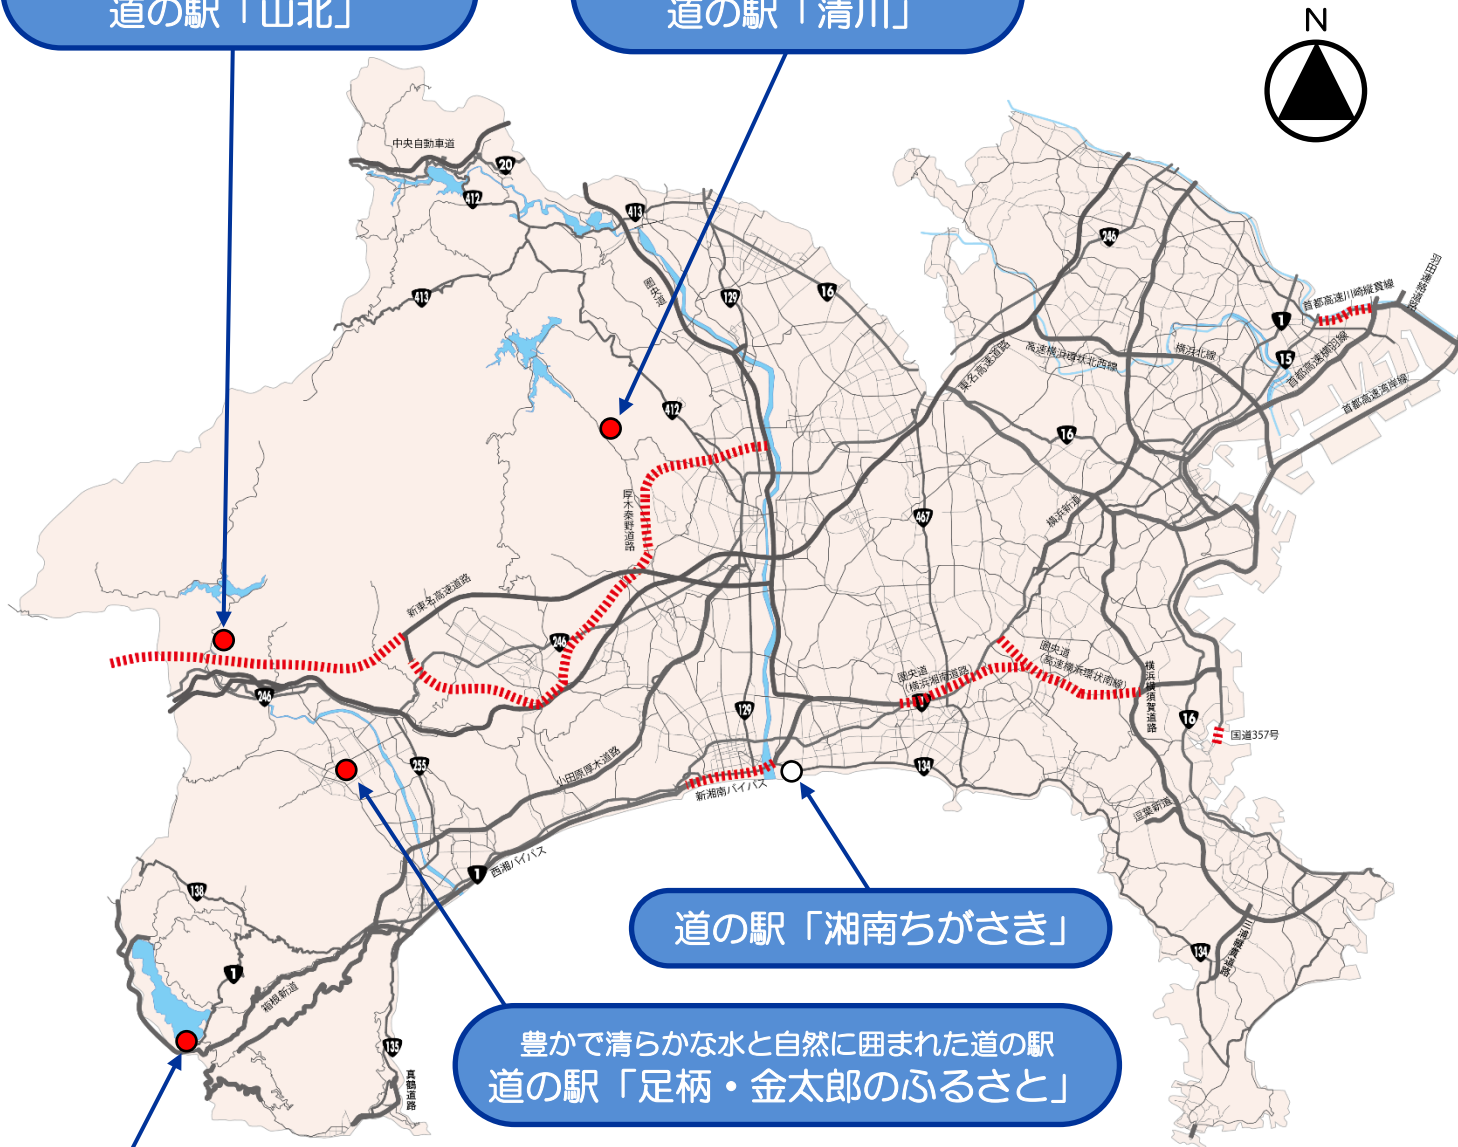 道の駅「山北」
道の駅「清川」
N
中央自動車道
20
412
413
413
圏央道
129
16
246
1
15
首都高速川崎縦貫線
首都高速横羽線
首都高速湾岸線
高速横浜環状北西線
横浜北線
東名高速道路
412
16
厚木秦野道路
467
横浜新道
新東名高速道路
246
圏央道
(高速横浜環状南線)
圏央道
(横浜湘南道路)
1
横浜横須賀道路
246
129
16
国道357号
255
小田原厚木道路
134
新湘南バイパス
逗葉新道
1
西湘バイパス
138
道の駅「湘南ちがさき」
134
三浦縦貫道路
1
箱根新道
豊かで清らかな水と自然に囲まれた道の駅
道の駅「足柄・金太郎のふるさと」
135
真鶴道路